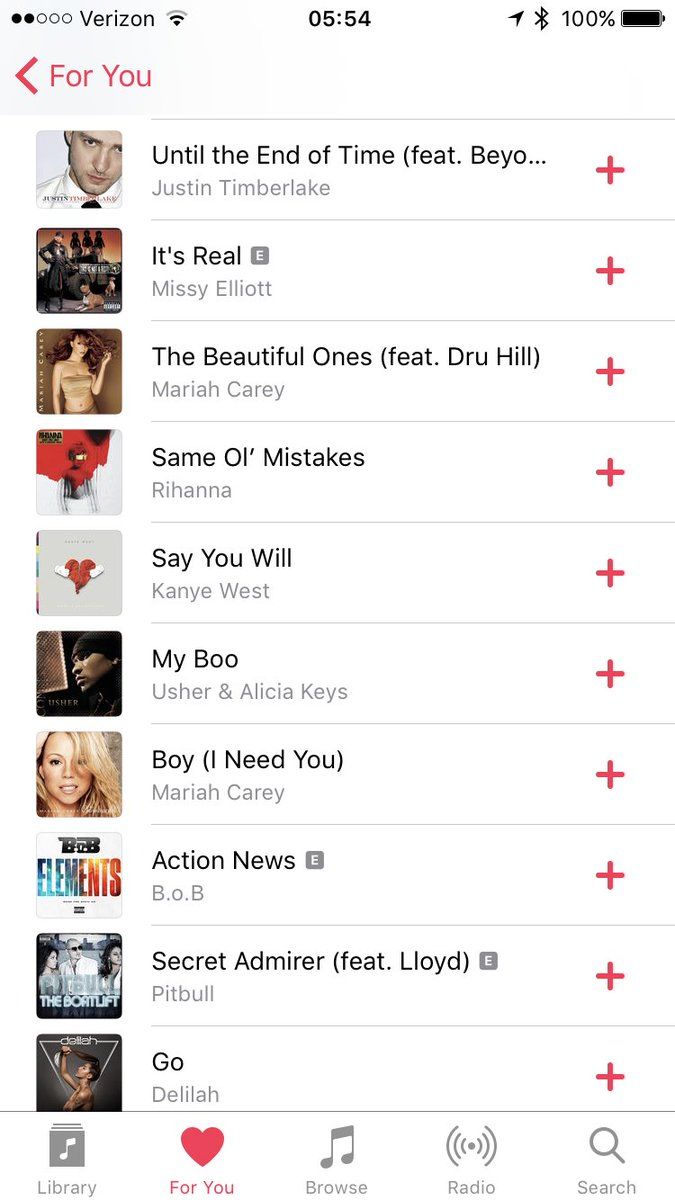 Verizon 05:54 100%
For You
Until the End of Time (feat. Beyo...
Justin Timberlake
JUSTINTIMBERLAKE
It's Real E
Missy Elliott
The Beautiful Ones (feat. Dru Hill)
Mariah Carey
MARIAH CAREY
Same Ol’ Mistakes
Rihanna
Say You Will
Kanye West
My Boo
Usher & Alicia Keys
USHER
Boy (I Need You)
Mariah Carey
Action News E
B.o.B
B.o.B
ELEMENTS
Secret Admirer (feat. Lloyd) E
Pitbull
PITBULL
THE BOATLIFT
Go
Delilah
delilah
Library For You Browse Radio Search